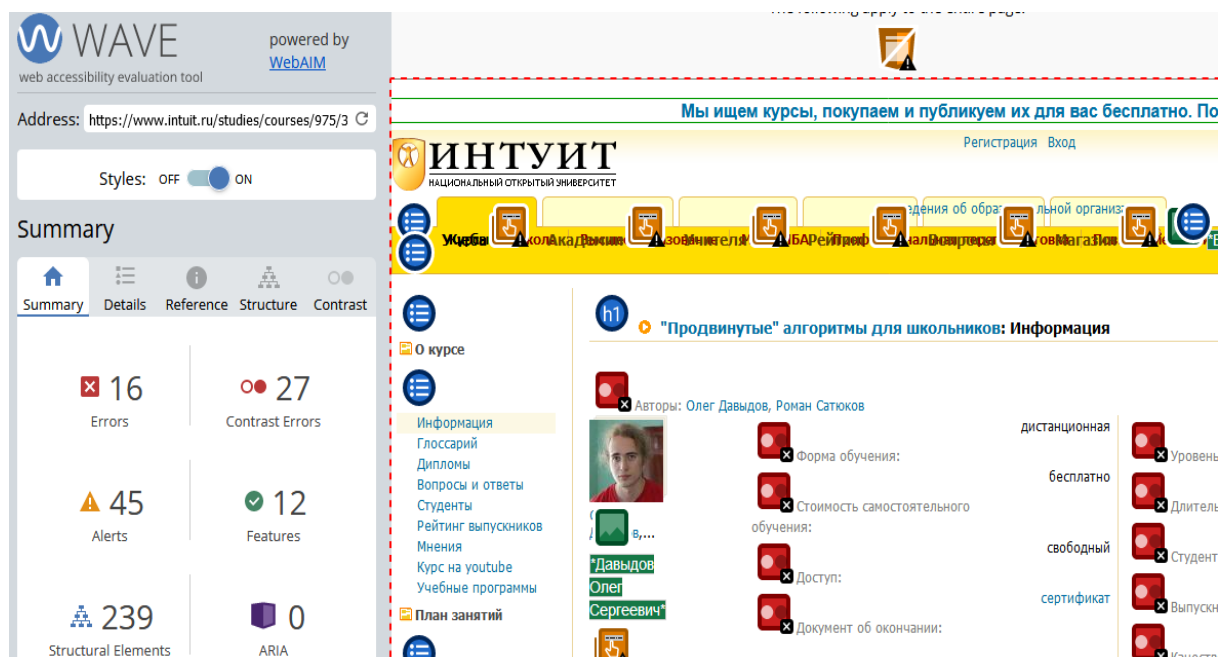 WAVE
powered by
WebAIM
web accessibility evaluation tool
Address: https://www.intuit.ru/studies/courses/975/3
Styles: OFF ON
Summary
Summary Details Reference Structure Contrast
16
Errors
27
Contrast Errors
45
Alerts
12
Features
239
Structural Elements
0
ARIA
Мы ищем курсы, покупаем и публикуем их для вас бесплатно. По
ИНТУИТ
НАЦИОНАЛЬНЫЙ ОТКРЫТЫЙ УНИВЕРСИТЕТ
Регистрация Вход
h1
"Продвинутые" алгоритмы для школьников: Информация
О курсе
Информация
Глоссарий
Дипломы
Вопросы и ответы
Студенты
Рейтинг выпускников
Мнения
Курс на youtube
Учебные программы
План занятий
Авторы: Олег Давыдов, Роман Сатюков
*Давыдов
Олег
Сергеевич*
Форма обучения:
дистанционная
Стоимость самостоятельного
обучения:
бесплатно
Доступ:
свободный
Документ об окончании:
сертификат
Уровень
Длитель
Студент
Выпускн